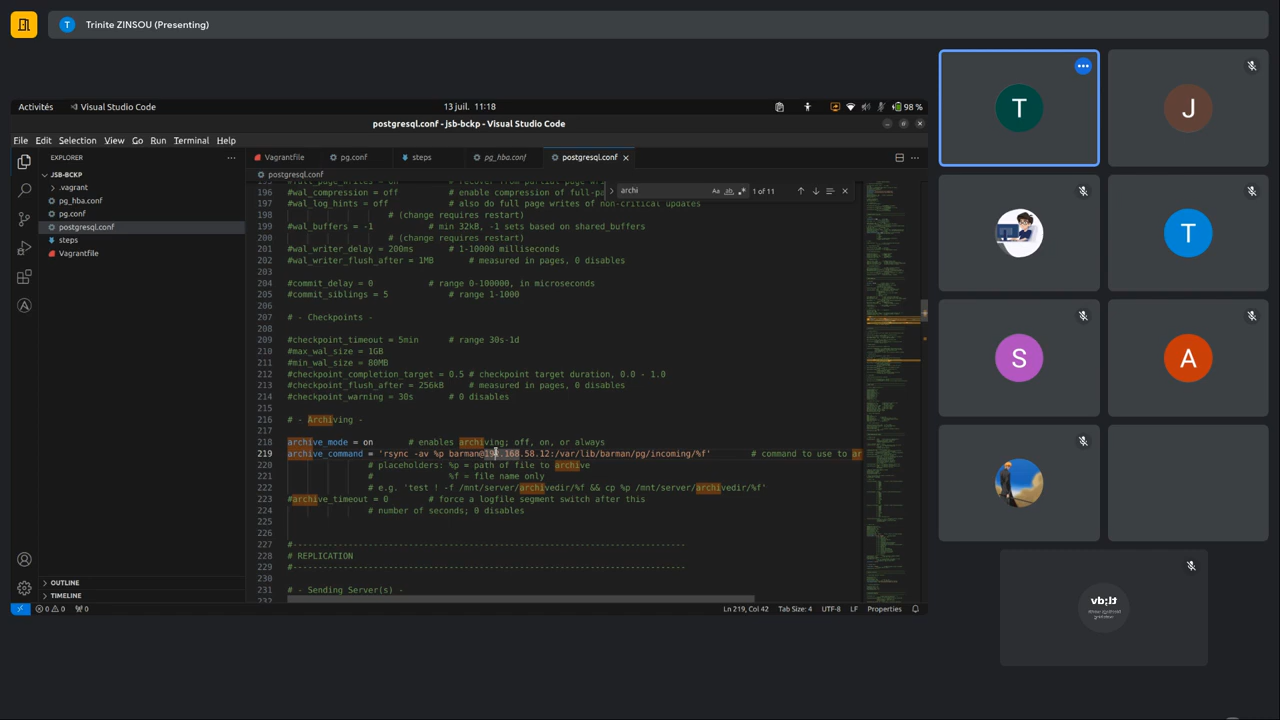 Trinite ZINSOU (Presenting)
Activités
Visual Studio Code
13 juil. 11:18
98 %
postgresql.conf - jsb-bckp - Visual Studio Code
File Edit Selection View Go Run Terminal Help
EXPLORER
Vagrantfile
pg.conf
steps
pg_hba.conf
postgresql.conf
JSB-BCKP
.vagrant
pg_hba.conf
pg.conf
postgresql.conf
steps
Vagrantfile
postgresql.conf
archi
1 of 11
196 #wal_compression = off # enable compression of full-pa
197 #wal_log_hints = off # also do full page writes of non-critical updates
198 # (change requires restart)
199 #wal_buffers = -1 # min 32kB, -1 sets based on shared_buffers
200 # (change requires restart)
201 #wal_writer_delay = 200ms # 1-10000 milliseconds
202 #wal_writer_flush_after = 1MB # measured in pages, 0 disables
203
204 #commit_delay = 0 # range 0-100000, in microseconds
205 #commit_siblings = 5 # range 1-1000
206
207 # - Checkpoints -
208
209 #checkpoint_timeout = 5min # range 30s-1d
210 #max_wal_size = 1GB
211 #min_wal_size = 80MB
212 #checkpoint_completion_target = 0.5 # checkpoint target duration, 0.0 - 1.0
213 #checkpoint_flush_after = 256kB # measured in pages, 0 disables
214 #checkpoint_warning = 30s # 0 disables
215
216 # - Archiving -
217
218 archive_mode = on # enables archiving; off, on, or always
219 archive_command = 'rsync -av %p barman@192.168.58.12:/var/lib/barman/pg/incoming/%f' # command to use to ar
220 # placeholders: %p = path of file to archive
221 # %f = file name only
222 # e.g. 'test ! -f /mnt/server/archivedir/%f && cp %p /mnt/server/archivedir/%f'
223 #archive_timeout = 0 # force a logfile segment switch after this
224 # number of seconds; 0 disables
225
226
227 #------------------------------------------------------------------------------
228 # REPLICATION
229 #------------------------------------------------------------------------------
230
231 # - Sending Server(s) -
232
OUTLINE
TIMELINE
0 0 0
Ln 219, Col 42 Tab Size: 4 UTF-8 LF Properties
T
J
T
S
A